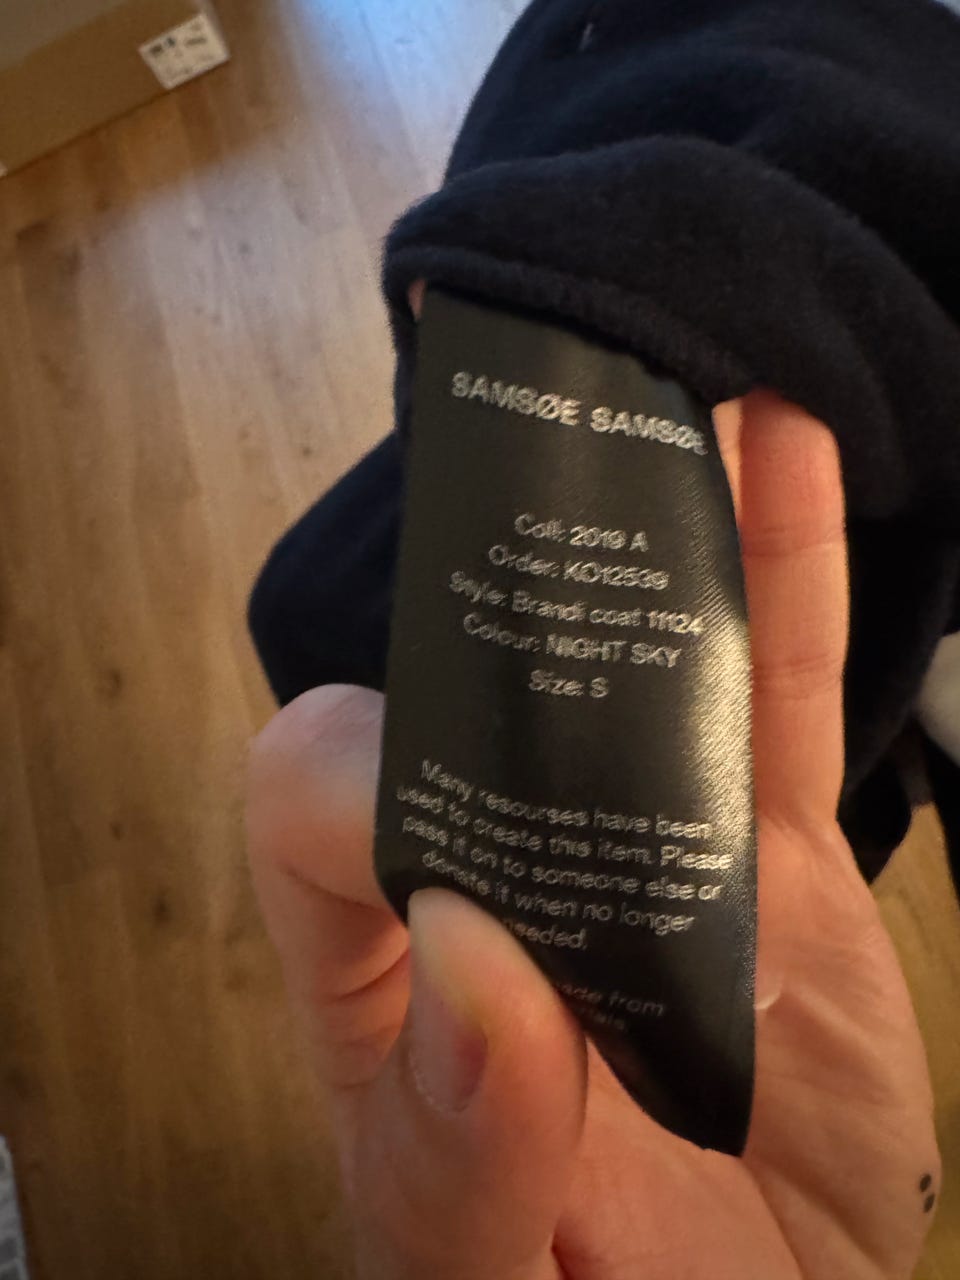 SAMSØE SAMSØE
Coll: 2019 A
Order: KO12539
Style: Brandi coat 11124
Colour: NIGHT SKY
Size: S
Many resourses have been
used to create this item. Please
pass it on to someone else or
donate it when no longer
needed.
from